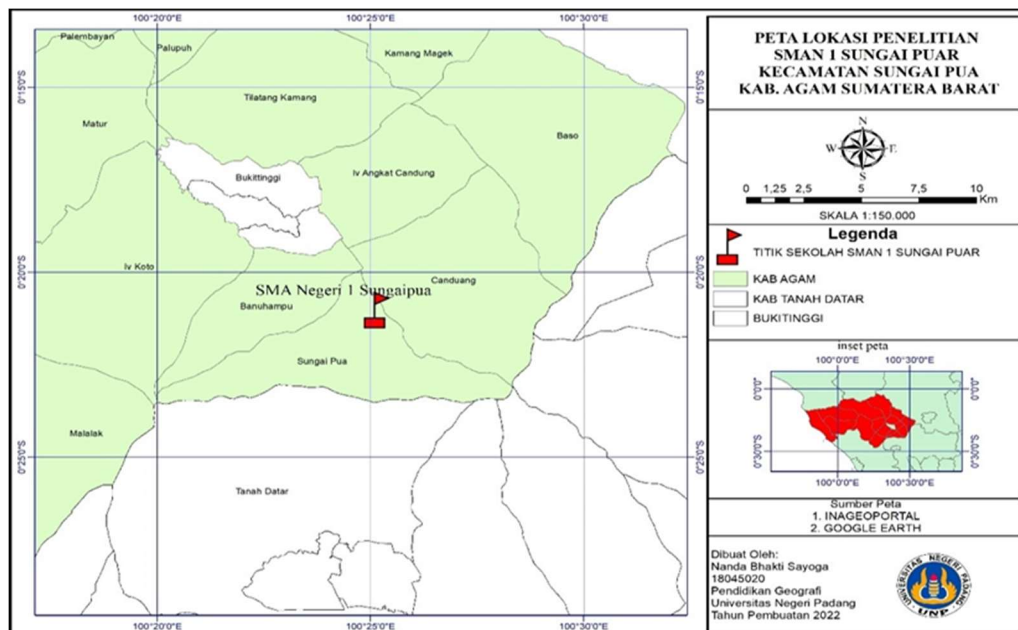 100°20'0"E
100°25'0"E
100°30'0"E
Palembayan
Palupuh
Kamang Magek
0°15'0"S
0°15'0"S
Tilatang Kamang
Matur
Baso
Bukittinggi
Iv Angkat Candung
Iv Koto
0°20'0"S
0°20'0"S
Canduang
SMA Negeri 1 Sungaipua
Banuhampu
Sungai Pua
Malalak
0°25'0"S
0°25'0"S
Tanah Datar
100°20'0"E
100°25'0"E
100°30'0"E
PETA LOKASI PENELITIAN
SMAN 1 SUNGAI PUAR
KECAMATAN SUNGAI PUA
KAB. AGAM SUMATERA BARAT
N
W
E
S
0 1,25 2,5 5 7,5 10
Km
SKALA 1:150.000
Legenda
TITIK SEKOLAH SMAN 1 SUNGAI PUAR
KAB AGAM
KAB TANAH DATAR
BUKITINGGI
inset peta
100°0'0"E 100°30'0"E
0°0'0"
0°0'0"
0°30'0"S
0°30'0"S
100°0'0"E 100°30'0"E
Sumber Peta
1. INAGEOPORTAL
2. GOOGLE EARTH
Dibuat Oleh:
Nanda Bhakti Sayoga
18045020
Pendidikan Geografi
Universitas Negeri Padang
Tahun Pembuatan 2022
UNIVERSITAS NEGERI PADANG
UNP